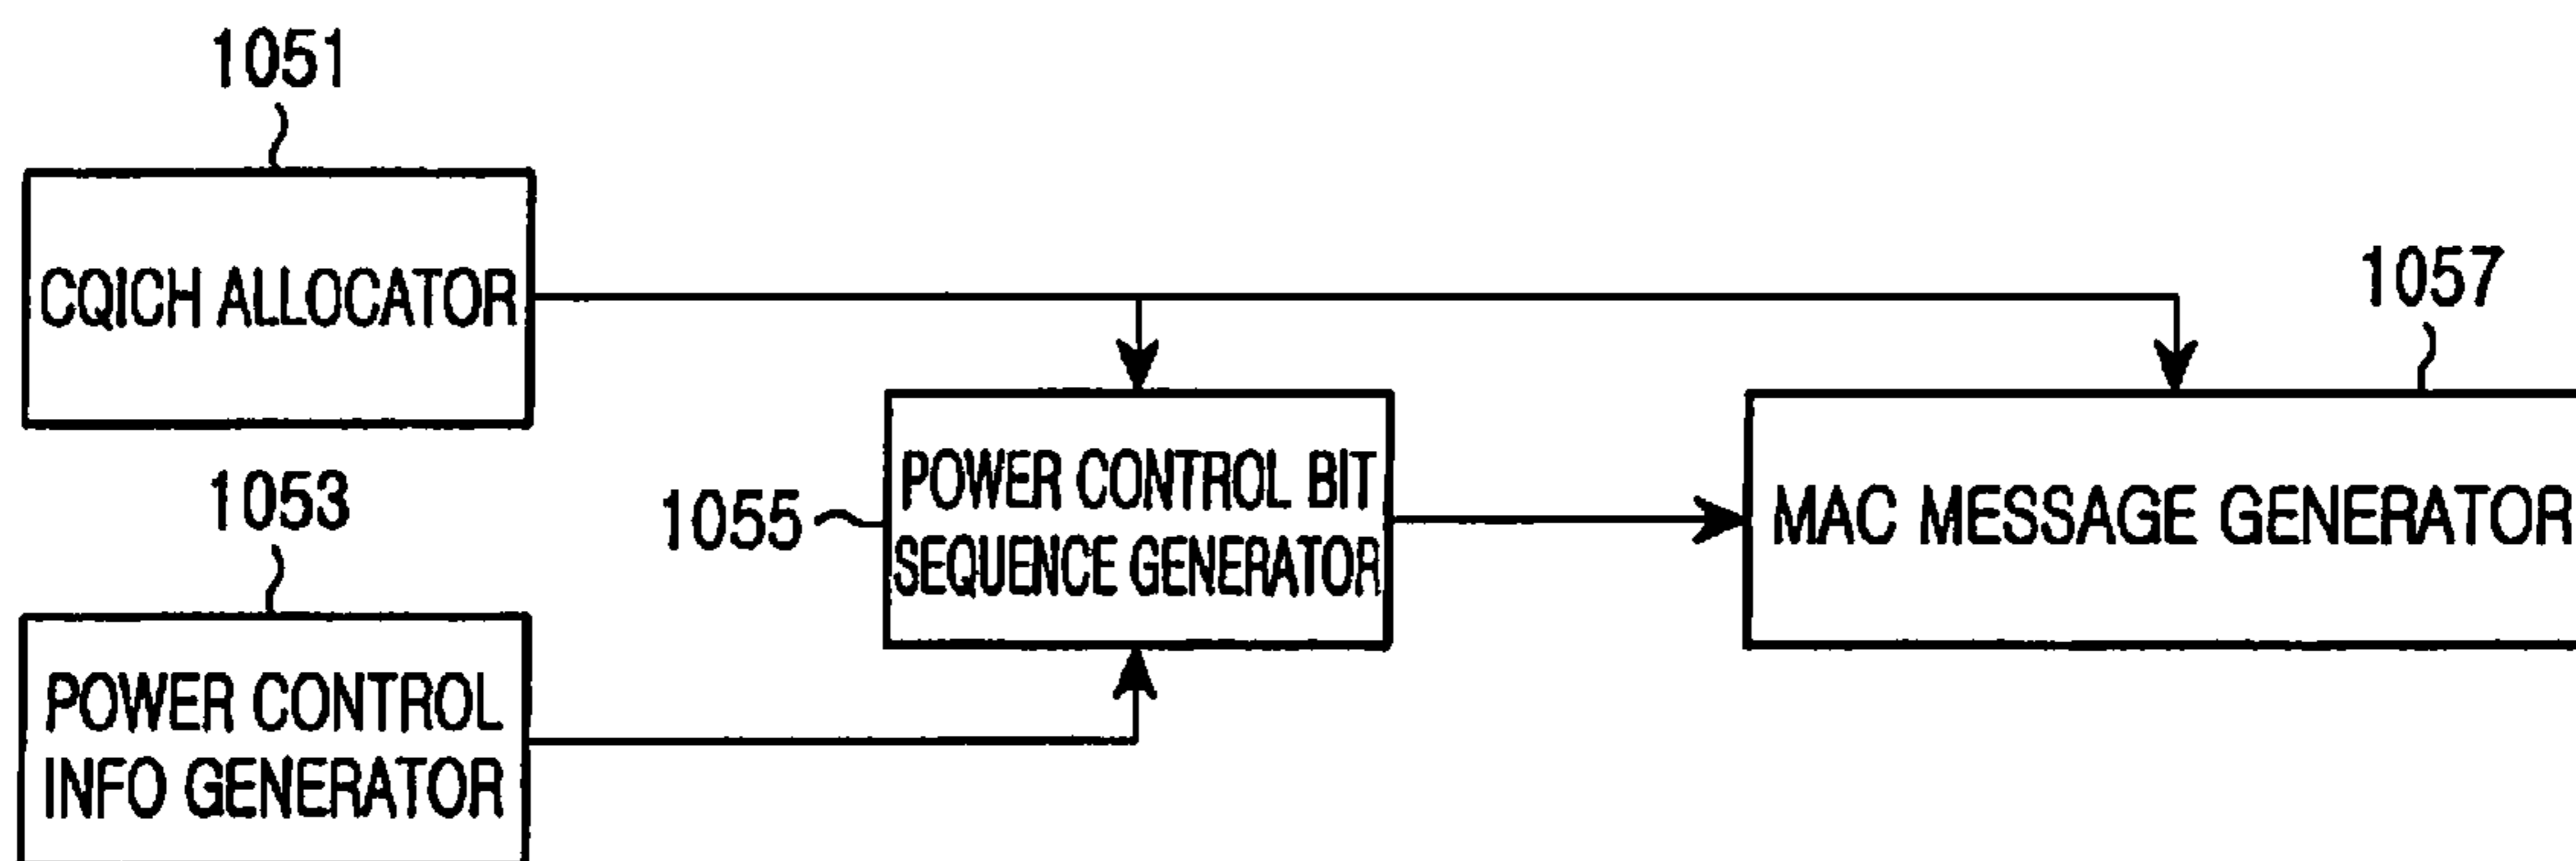 1051
CQICH ALLOCATOR
1057
1053
1055
POWER CONTROL BIT
SEQUENCE GENERATOR
MAC MESSAGE GENERATOR
POWER CONTROL
INFO GENERATOR